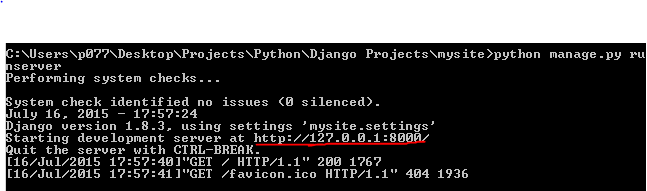 C:\Users\p077\Desktop\Projects\Python\Django Projects\mysite>python manage.py ru
nserver
Performing system checks...
System check identified no issues (0 silenced).
July 16, 2015 - 17:57:24
Django version 1.8.3, using settings 'mysite.settings'
Starting development server at http://127.0.0.1:8000/
Quit the server with CTRL-BREAK.
[16/Jul/2015 17:57:40]"GET / HTTP/1.1" 200 1767
[16/Jul/2015 17:57:41]"GET /favicon.ico HTTP/1.1" 404 1936